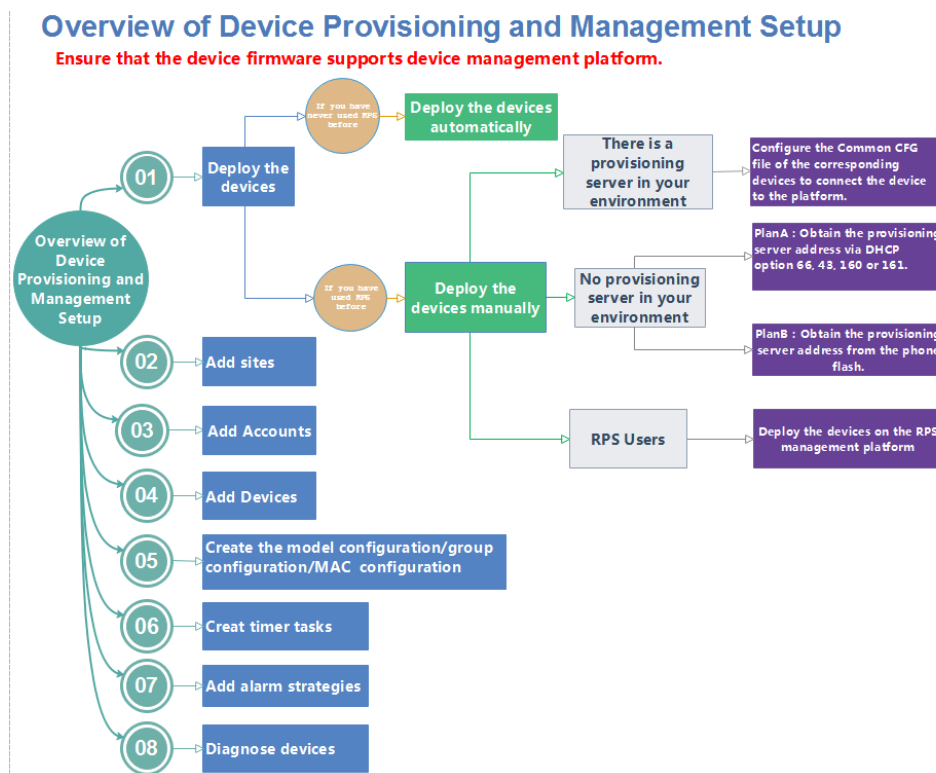 Overview of Device Provisioning and Management Setup
Ensure that the device firmware supports device management platform.
Overview of
Device
Provisioning and
Management
Setup
01
Deploy the
devices
If you have
never used RPS
before
Deploy the devices
automatically
If you have
used RPS
before
Deploy the
devices manually
There is a
provisioning
server in your
environment
Configure the Common CFG
file of the corresponding
devices to connect the device
to the platform.
No provisioning
server in your
environment
PlanA : Obtain the provisioning
server address via DHCP
option 66, 43, 160 or 161.
PlanB : Obtain the provisioning
server address from the phone
flash.
RPS Users
Deploy the devices on the RPS
management platform
02
Add sites
03
Add Accounts
04
Add Devices
05
Create the model configuration/group
configuration/MAC configuration
06
Creat timer tasks
07
Add alarm strategies
08
Diagnose devices